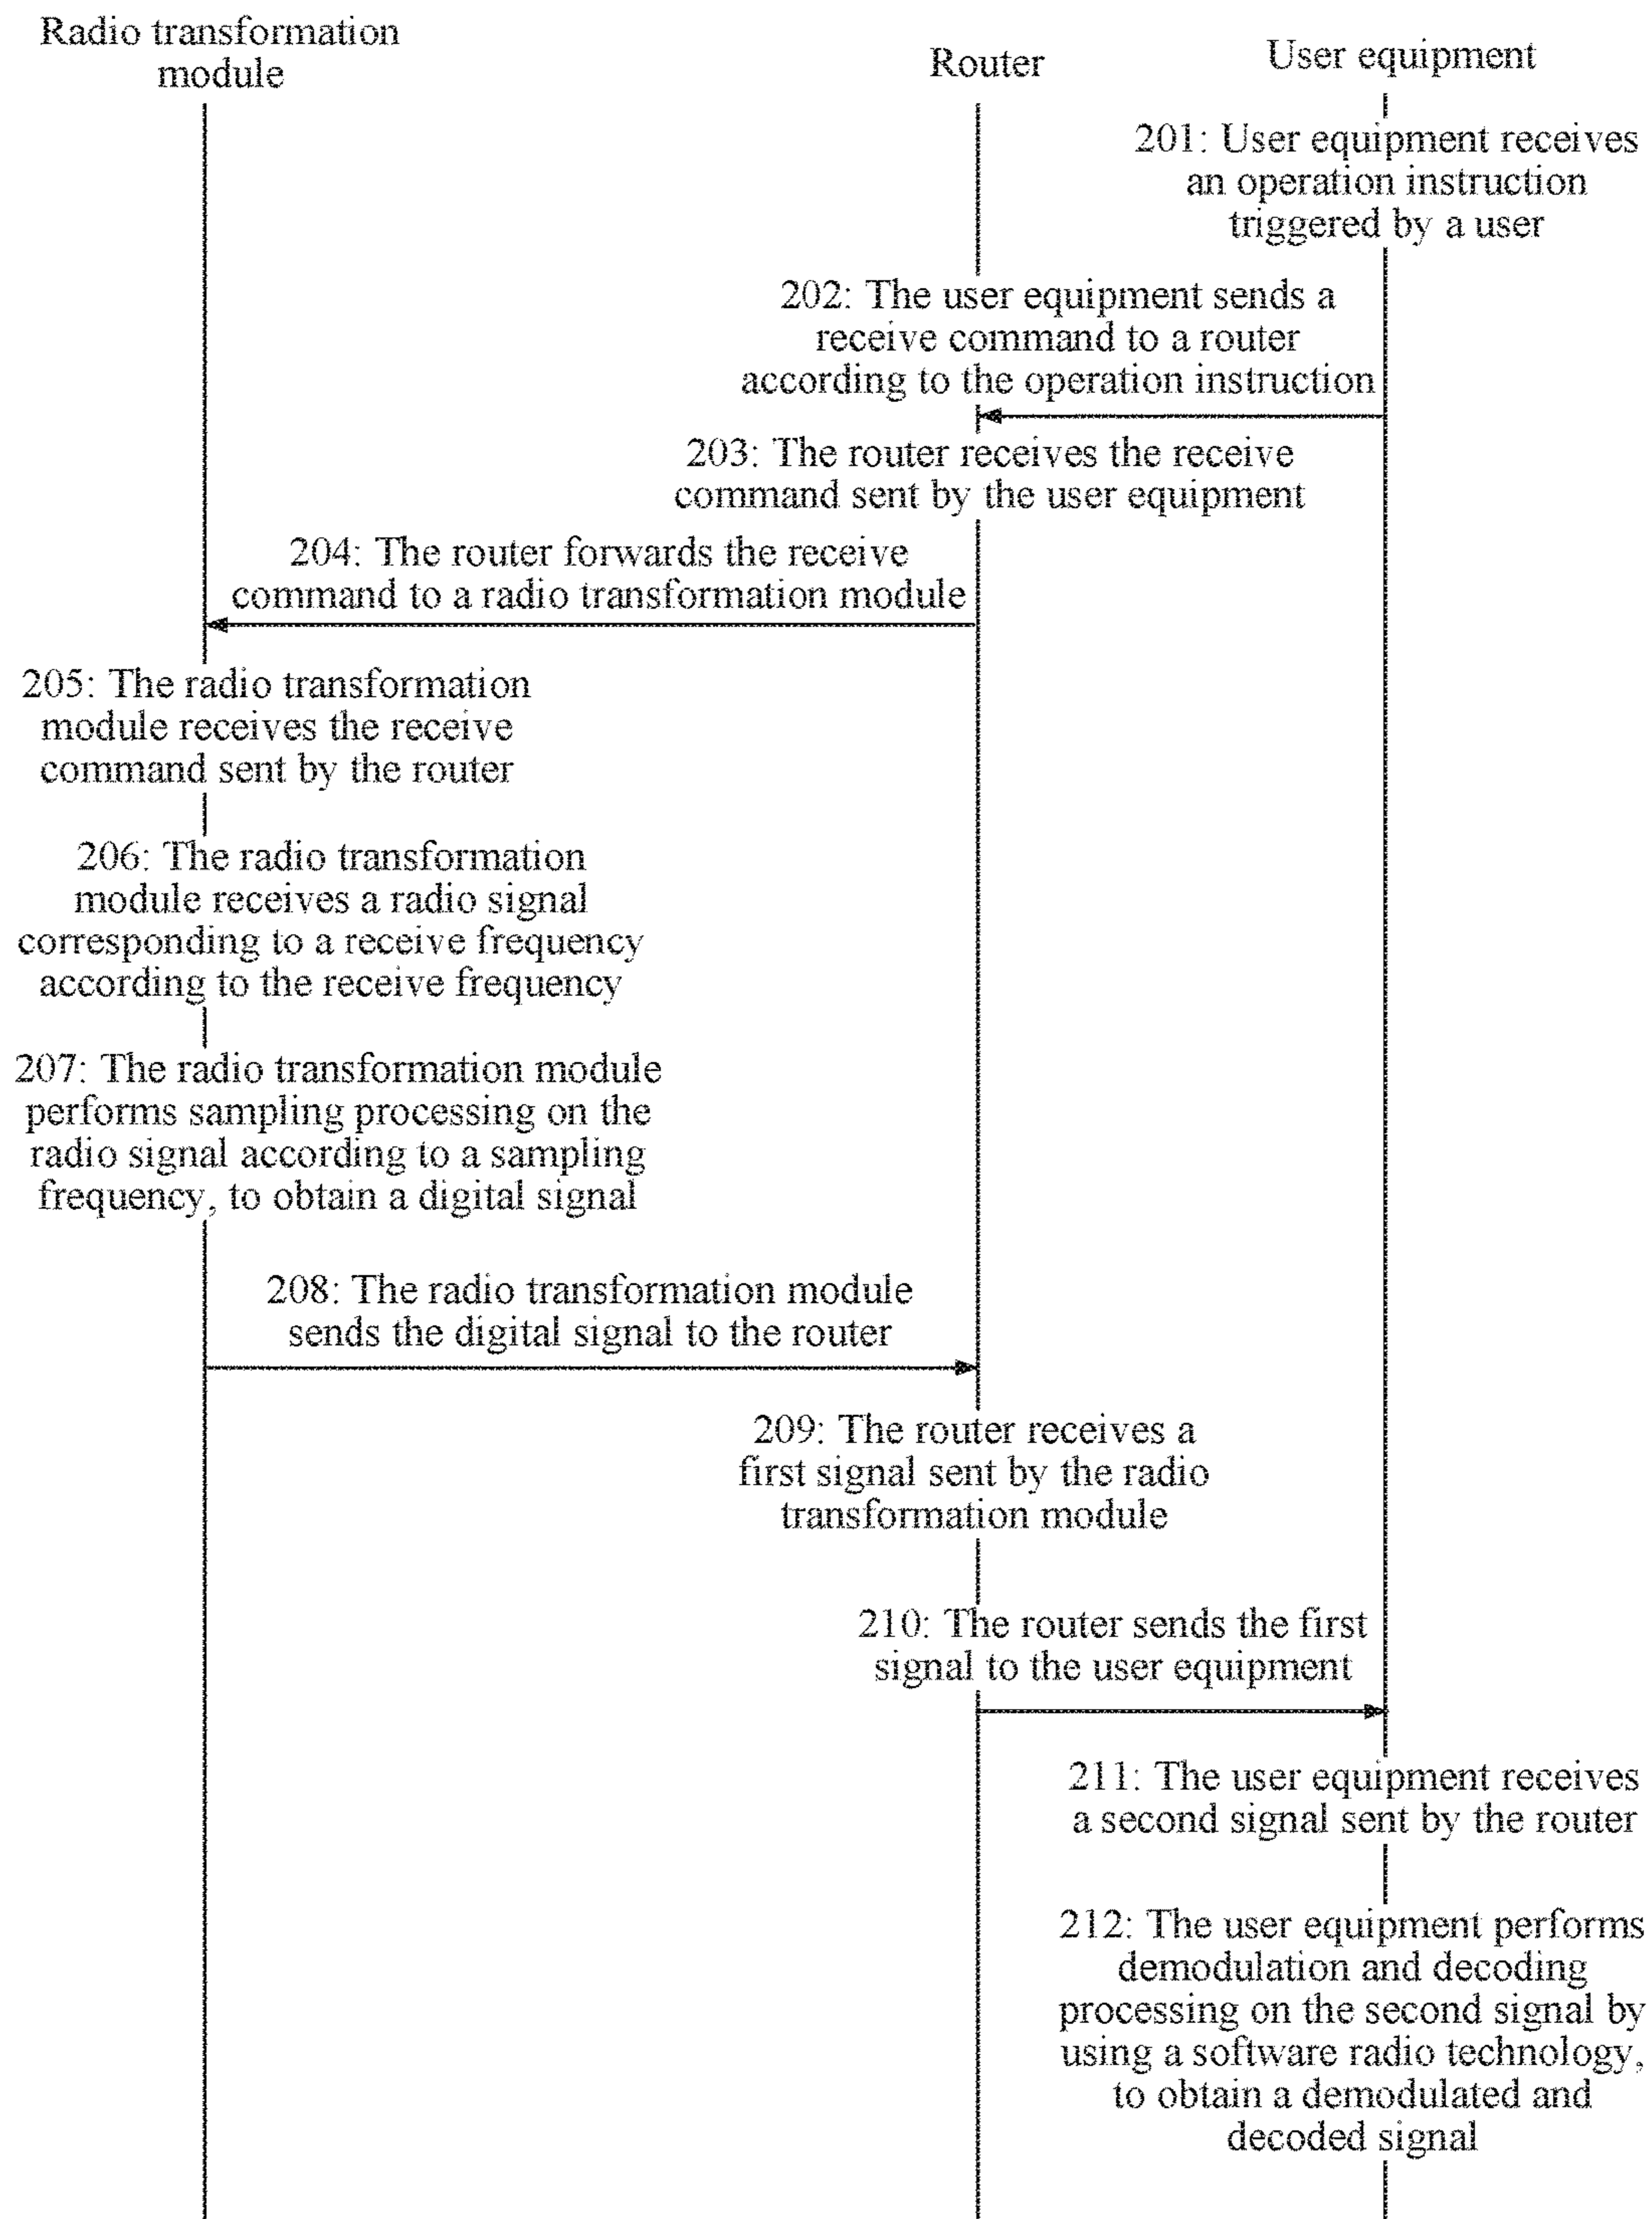 Radio transformation
module
Router
User equipment
201: User equipment receives
an operation instruction
triggered by a user
202: The user equipment sends a
receive command to a router
according to the operation instruction
203: The router receives the receive
command sent by the user equipment
204: The router forwards the receive
command to a radio transformation module
205: The radio transformation
module receives the receive
command sent by the router
206: The radio transformation
module receives a radio signal
corresponding to a receive frequency
according to the receive frequency
207: The radio transformation module
performs sampling processing on the
radio signal according to a sampling
frequency, to obtain a digital signal
208: The radio transformation module
sends the digital signal to the router
209: The router receives a
first signal sent by the radio
transformation module
210: The router sends the first
signal to the user equipment
211: The user equipment receives
a second signal sent by the router
212: The user equipment performs
demodulation and decoding
processing on the second signal by
using a software radio technology,
to obtain a demodulated and
decoded signal